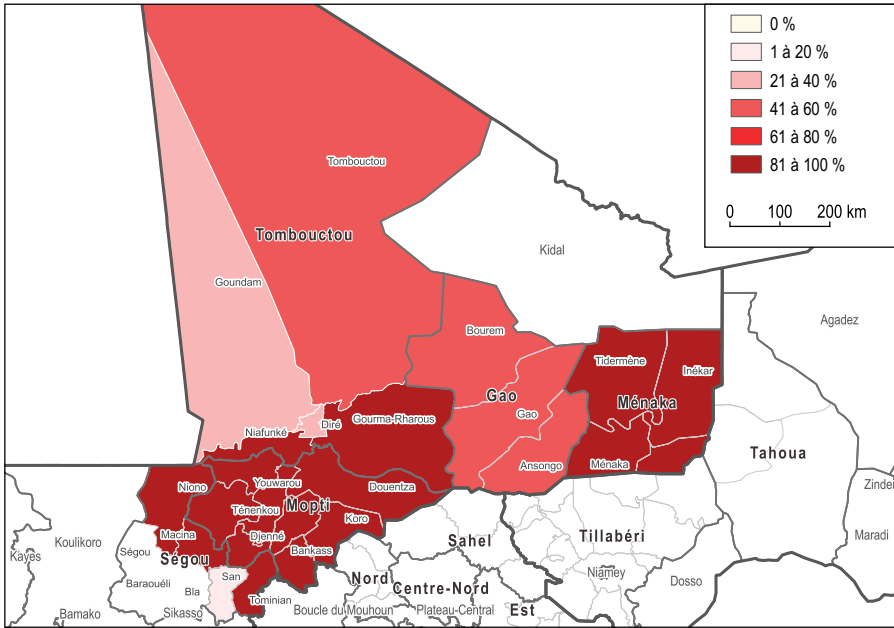 0 %
1 à 20 %
21 à 40 %
41 à 60 %
61 à 80 %
81 à 100 %
0 100 200 km
Tombouctou
Tombouctou
Kidal
Goundam
Agadez
Bourem
Tidermène
Inékar
Gao
Ménaka
Gao
Niafunké
Diré
Gourma-Rharous
Tahoua
Ansongo
Ménaka
Niono
Youwarou
Douentza
Zinder
Ténenkou
Mopti
Koro
Macina
Djenné
Sahel
Tillabéri
Maradi
Koulikoro
Kayes
Ségou
Ségou
Bankass
Niamey
Dosso
Baraouéli
San
Nord
Centre-Nord
Bla
Tominian
Bamako
Sikasso
Boucle du Mouhoun
Plateau-Central
Est